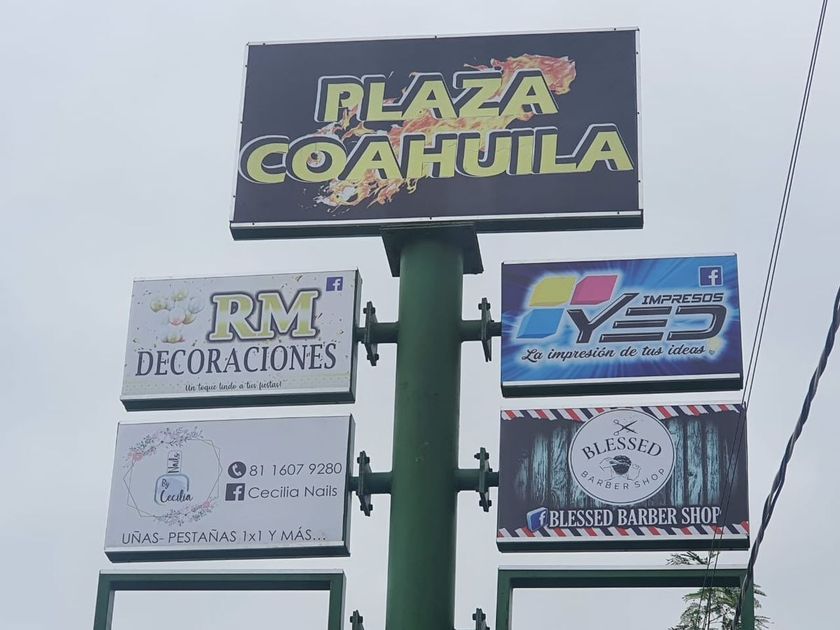 PLAZA
COAHUILA
RM
DECORACIONES
Un toque lindo a tus fiestas!
IMPRESOS
YED
La impresión de tus ideas
Nails
By
Cecilia
81 1607 9280
Cecilia Nails
UÑAS- PESTAÑAS 1x1 Y MÁS...
BLESSED
BARBER SHOP
BLESSED BARBER SHOP